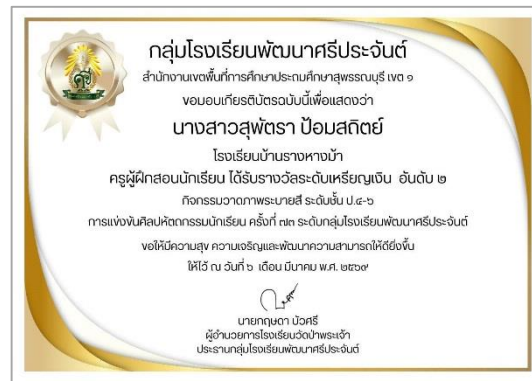 กลุ่มโรงเรียนพัฒนาศรีประจันต์
สำนักงานเขตพื้นที่การศึกษาประถมศึกษาสุพรรณบุรี เขต ๑
ขอมอบเกียรติบัตรฉบับนี้เพื่อแสดงว่า
นางสาวสุพัตรา ป้อมสถิตย์
โรงเรียนบ้านรางหางม้า
ครูผู้ฝึกสอนนักเรียน ได้รับรางวัลระดับเหรียญเงิน อันดับ ๒
กิจกรรมวาดภาพระบายสี ระดับชั้น ป.๔-๖
การแข่งขันศิลปหัตถกรรมนักเรียน ครั้งที่ ๗๓ ระดับกลุ่มโรงเรียนพัฒนาศรีประจันต์
ขอให้มีความสุข ความเจริญและพัฒนาความสามารถให้ดียิ่งขึ้น
ให้ไว้ ณ วันที่ ๖ เดือน มีนาคม พ.ศ. ๒๕๖๙
นายกฤษดา บัวศรี
ผู้อำนวยการโรงเรียนวัดป่าพระเจ้า
ประธานกลุ่มโรงเรียนพัฒนาศรีประจันต์